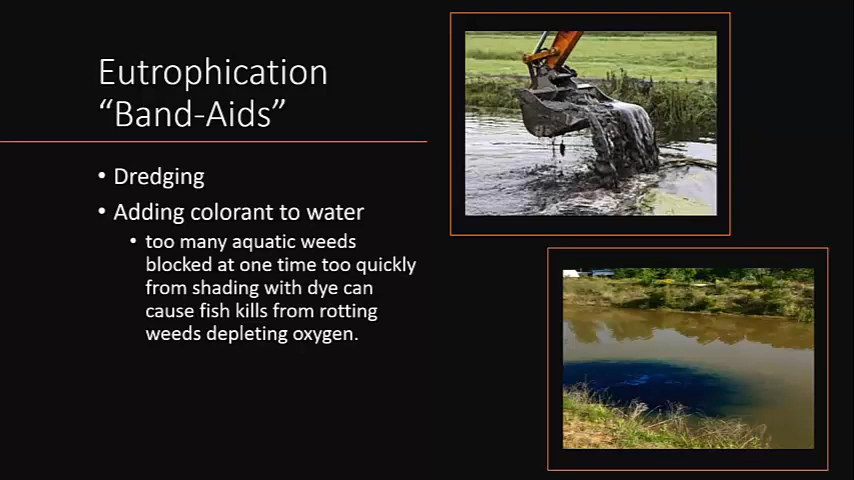 Eutrophication
“Band-Aids”
• Dredging
• Adding colorant to water
• too many aquatic weeds
blocked at one time too quickly
from shading with dye can
cause fish kills from rotting
weeds depleting oxygen.